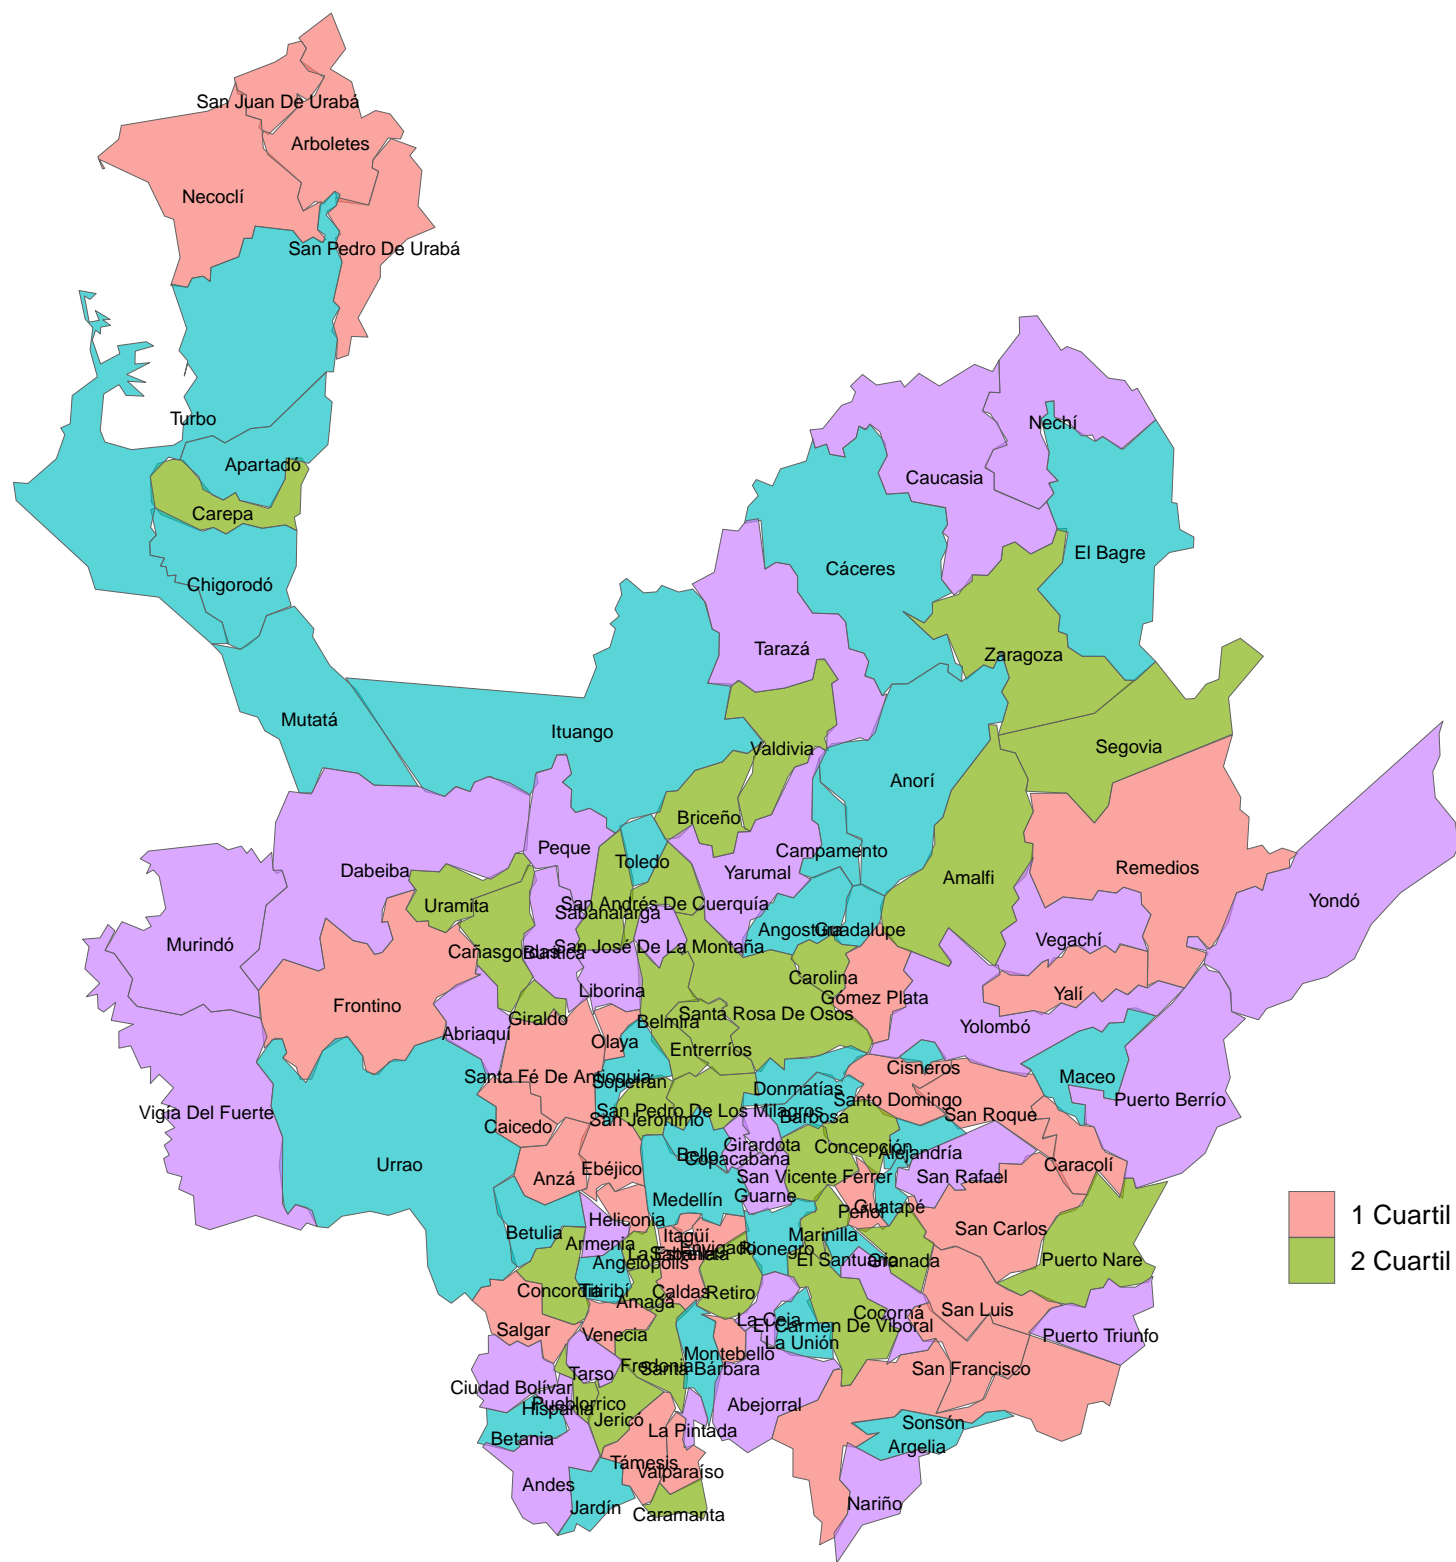 San Juan De Urabá
Arboletes
Necoclí
San Pedro De Urabá
Turbo
Nechí
Apartadó
Caucasia
Carepa
El Bagre
Cáceres
Chigorodó
Tarazá
Zaragoza
Mutatá
Ituango
Valdivia
Segovia
Anorí
Briceño
Peque
Campamento
Toledo
Remedios
Dabeiba
Yarumal
Amalfi
Yondó
Uramita
San Andrés De Cuerquía
Sabanalarga
Angostura
Guadalupe
Vegachí
Murindó
Cañasgordas
Buriticá
San José De La Montaña
Carolina
Liborina
Yalí
Gómez Plata
Frontino
Santa Rosa De Osos
Giraldo
Belmira
Yolombó
Abriaquí
Olaya
Entrerríos
Cisneros
Santa Fé De Antioquia
Maceo
Sopetrán
Donmatías
Santo Domingo
Puerto Berrío
Vigía Del Fuerte
San Pedro De Los Milagros
San Jerónimo
Barbosa
San Roque
Caicedo
Girardota
Concepción
Bello
Alejandría
Copacabana
Urrao
Ebéjico
Caracolí
Anzá
San Vicente Ferrer
San Rafael
Medellín
Guarne
Guatapé
Peñol
Heliconia
San Carlos
Betulia
Itagüí
Marinilla
Armenia
Envigado
Rionegro
La Estrella
Sabaneta
Angelópolis
El Santuario
Granada
Puerto Nare
Concordia
Titiribí
Caldas
Retiro
Amagá
San Luis
Cocorná
La Ceja
El Carmen De Viboral
Salgar
Venecia
La Unión
Puerto Triunfo
Montebello
Fredonia
Santa Bárbara
San Francisco
Tarso
Ciudad Bolívar
Pueblorrico
Hispania
Abejorral
Jericó
Sonsón
La Pintada
Betania
Argelia
Támesis
Valparaíso
Andes
Nariño
Jardín
Caramanta
1 Cuartil
2 Cuartil